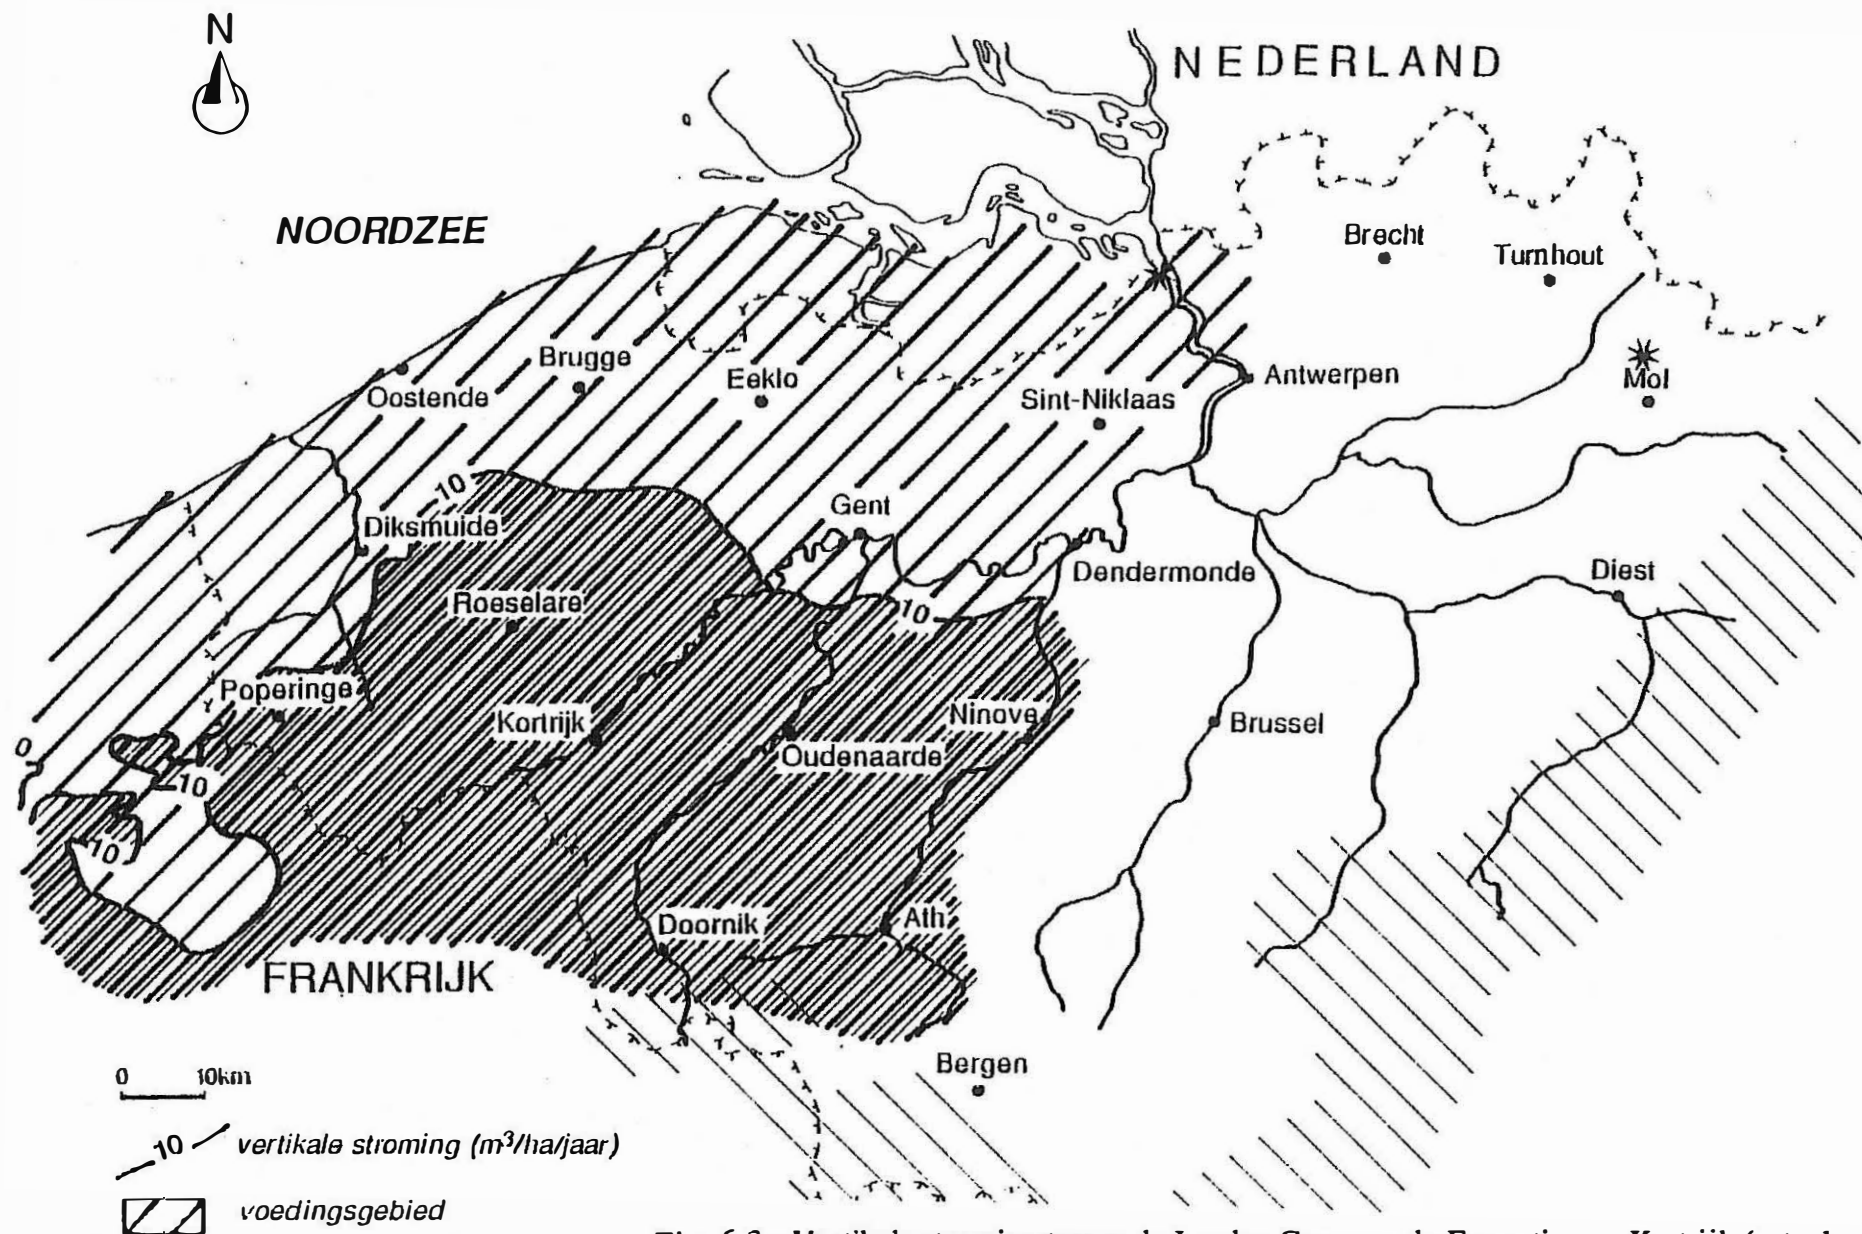 N
NEDERLAND
NOORDZEE
Brecht
Turnhout
Brugge
Eeklo
Oostende
Sint-Niklaas
Antwerpen
Mol
10
Gent
Diksmuide
Dendermonde
Diest
Roeselare
10
Poperinge
Kortrijk
Ninove
Brussel
0
Oudenaarde
10
10
Doornik
Ath
FRANKRIJK
Bergen
0 10km
10 vertikale stroming (m³/ha/jaar)
voedingsgebied